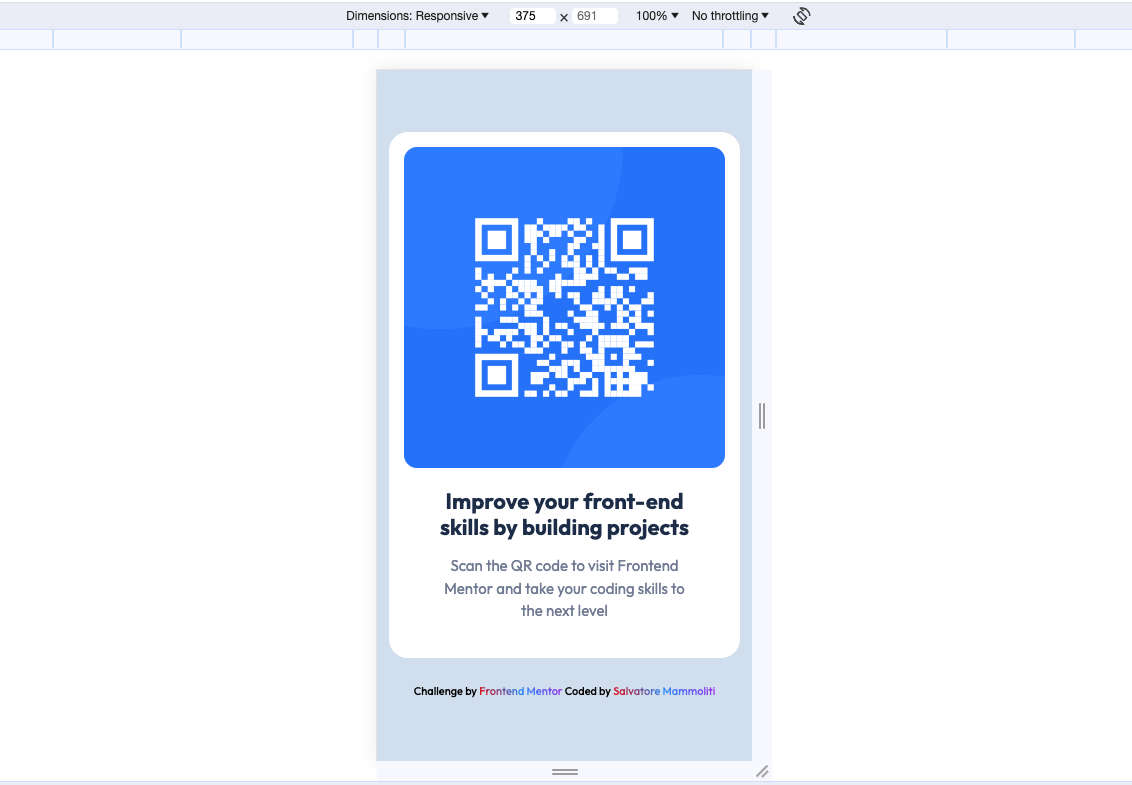 Dimensions: Responsive 375 × 691 100% No throttling
Improve your front-end
skills by building projects
Scan the QR code to visit Frontend
Mentor and take your coding skills to
the next level
Challenge by Frontend Mentor Coded by Salvatore Mammoliti